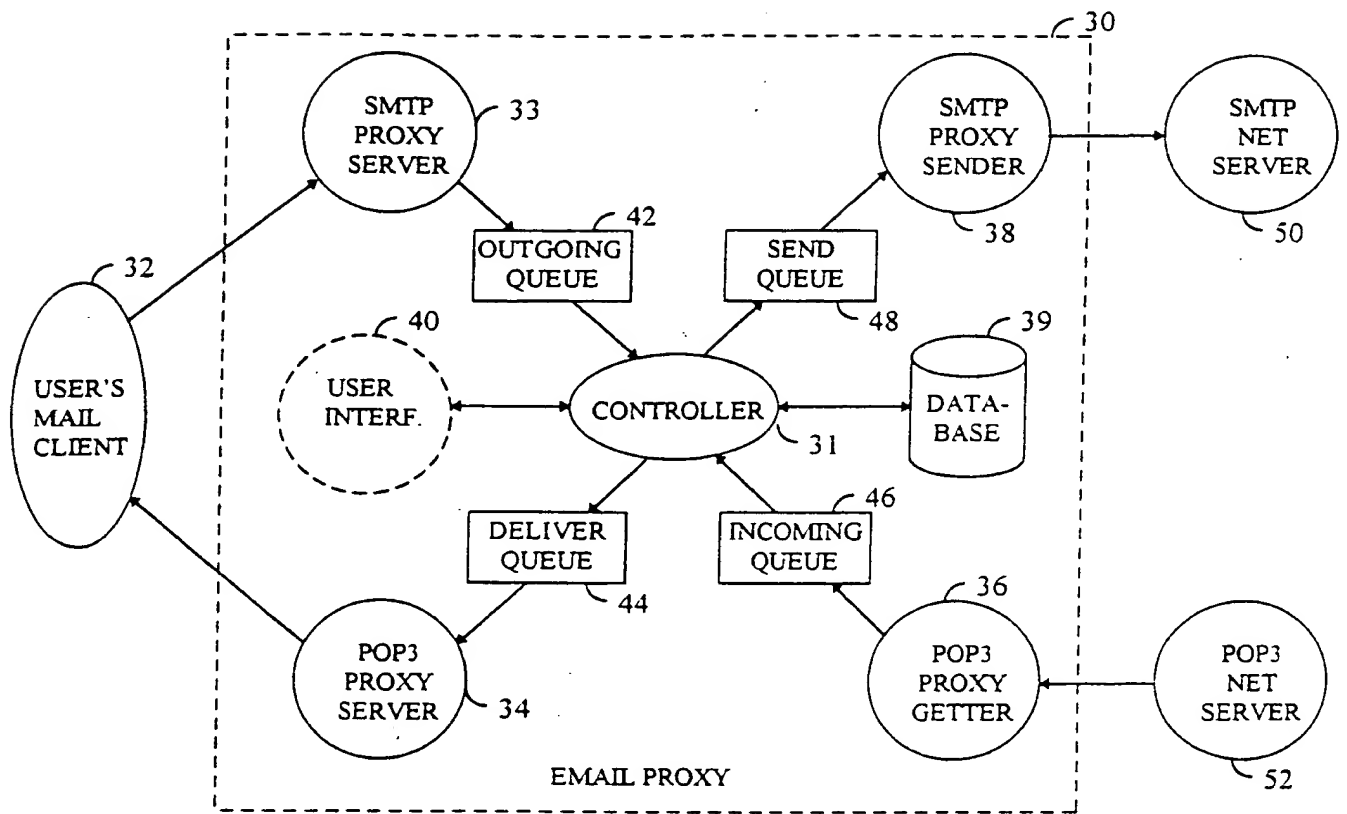 30
SMTP
PROXY
SERVER
33
SMTP
PROXY
SENDER
38
SMTP
NET
SERVER
50
42
OUTGOING
QUEUE
SEND
QUEUE
48
32
USER'S
MAIL
CLIENT
40
USER
INTERF.
CONTROLLER
31
39
DATA-
BASE
DELIVER
QUEUE
44
46
INCOMING
QUEUE
POP3
PROXY
SERVER
34
36
POP3
PROXY
GETTER
POP3
NET
SERVER
52
EMAIL PROXY